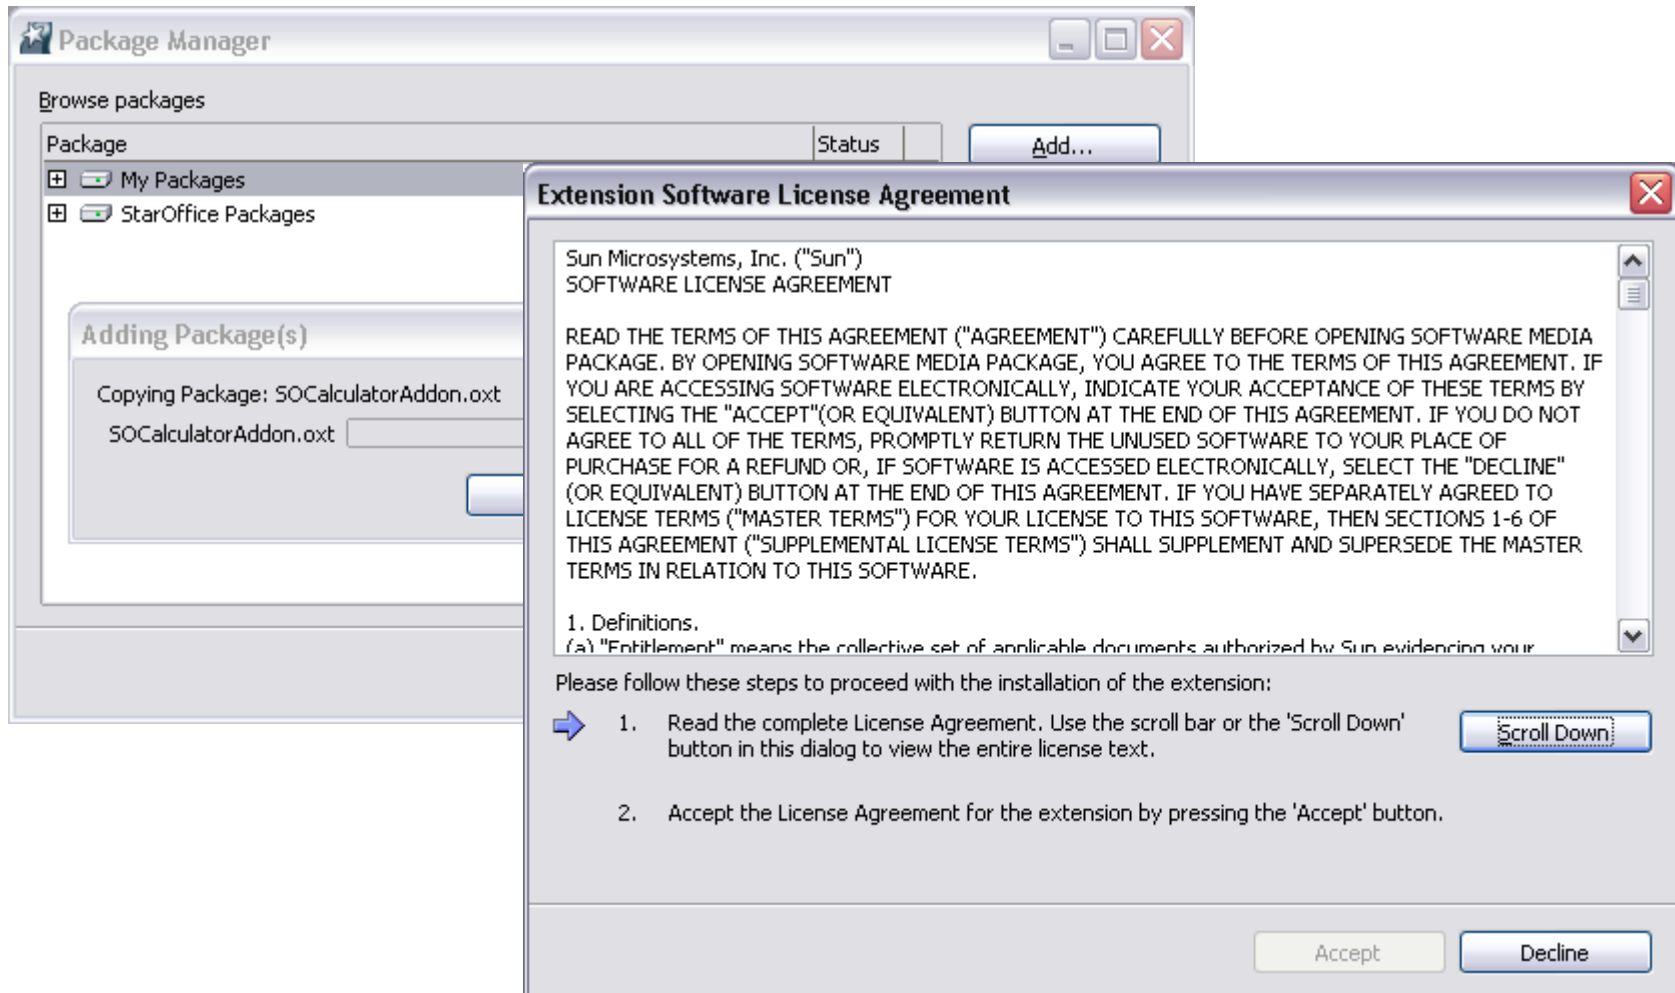 Package Manager
Browse packages
Package Status
Add...
My Packages
StarOffice Packages
Adding Package(s)
Copying Package: SOCalculatorAddon.oxt
SOCalculatorAddon.oxt
Extension Software License Agreement
Sun Microsystems, Inc. ("Sun")
SOFTWARE LICENSE AGREEMENT
READ THE TERMS OF THIS AGREEMENT ("AGREEMENT") CAREFULLY BEFORE OPENING SOFTWARE MEDIA
PACKAGE. BY OPENING SOFTWARE MEDIA PACKAGE, YOU AGREE TO THE TERMS OF THIS AGREEMENT. IF
YOU ARE ACCESSING SOFTWARE ELECTRONICALLY, INDICATE YOUR ACCEPTANCE OF THESE TERMS BY
SELECTING THE "ACCEPT"(OR EQUIVALENT) BUTTON AT THE END OF THIS AGREEMENT. IF YOU DO NOT
AGREE TO ALL OF THE TERMS, PROMPTLY RETURN THE UNUSED SOFTWARE TO YOUR PLACE OF
PURCHASE FOR A REFUND OR, IF SOFTWARE IS ACCESSED ELECTRONICALLY, SELECT THE "DECLINE"
(OR EQUIVALENT) BUTTON AT THE END OF THIS AGREEMENT. IF YOU HAVE SEPARATELY AGREED TO
LICENSE TERMS ("MASTER TERMS") FOR YOUR LICENSE TO THIS SOFTWARE, THEN SECTIONS 1-6 OF
THIS AGREEMENT ("SUPPLEMENTAL LICENSE TERMS") SHALL SUPPLEMENT AND SUPERSEDE THE MASTER
TERMS IN RELATION TO THIS SOFTWARE.
1. Definitions.
(a) "Entitlement" means the collective set of applicable documents authorized by Sun evidencing your
Please follow these steps to proceed with the installation of the extension:
1. Read the complete License Agreement. Use the scroll bar or the 'Scroll Down'
button in this dialog to view the entire license text.
Scroll Down
2. Accept the License Agreement for the extension by pressing the 'Accept' button.
Accept
Decline